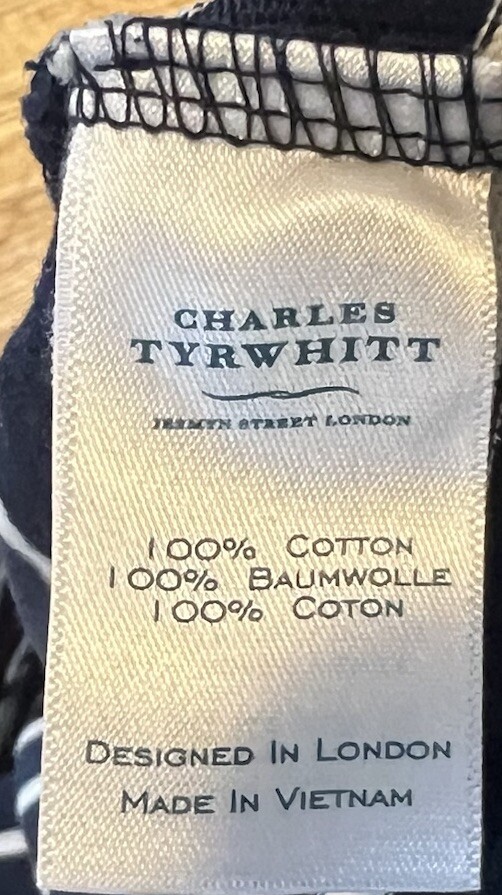 CHARLES
TYRWHITT
JERMYN STREET LONDON
100% COTTON
100% BAUMWOLLE
100% COTON
DESIGNED IN LONDON
MADE IN VIETNAM